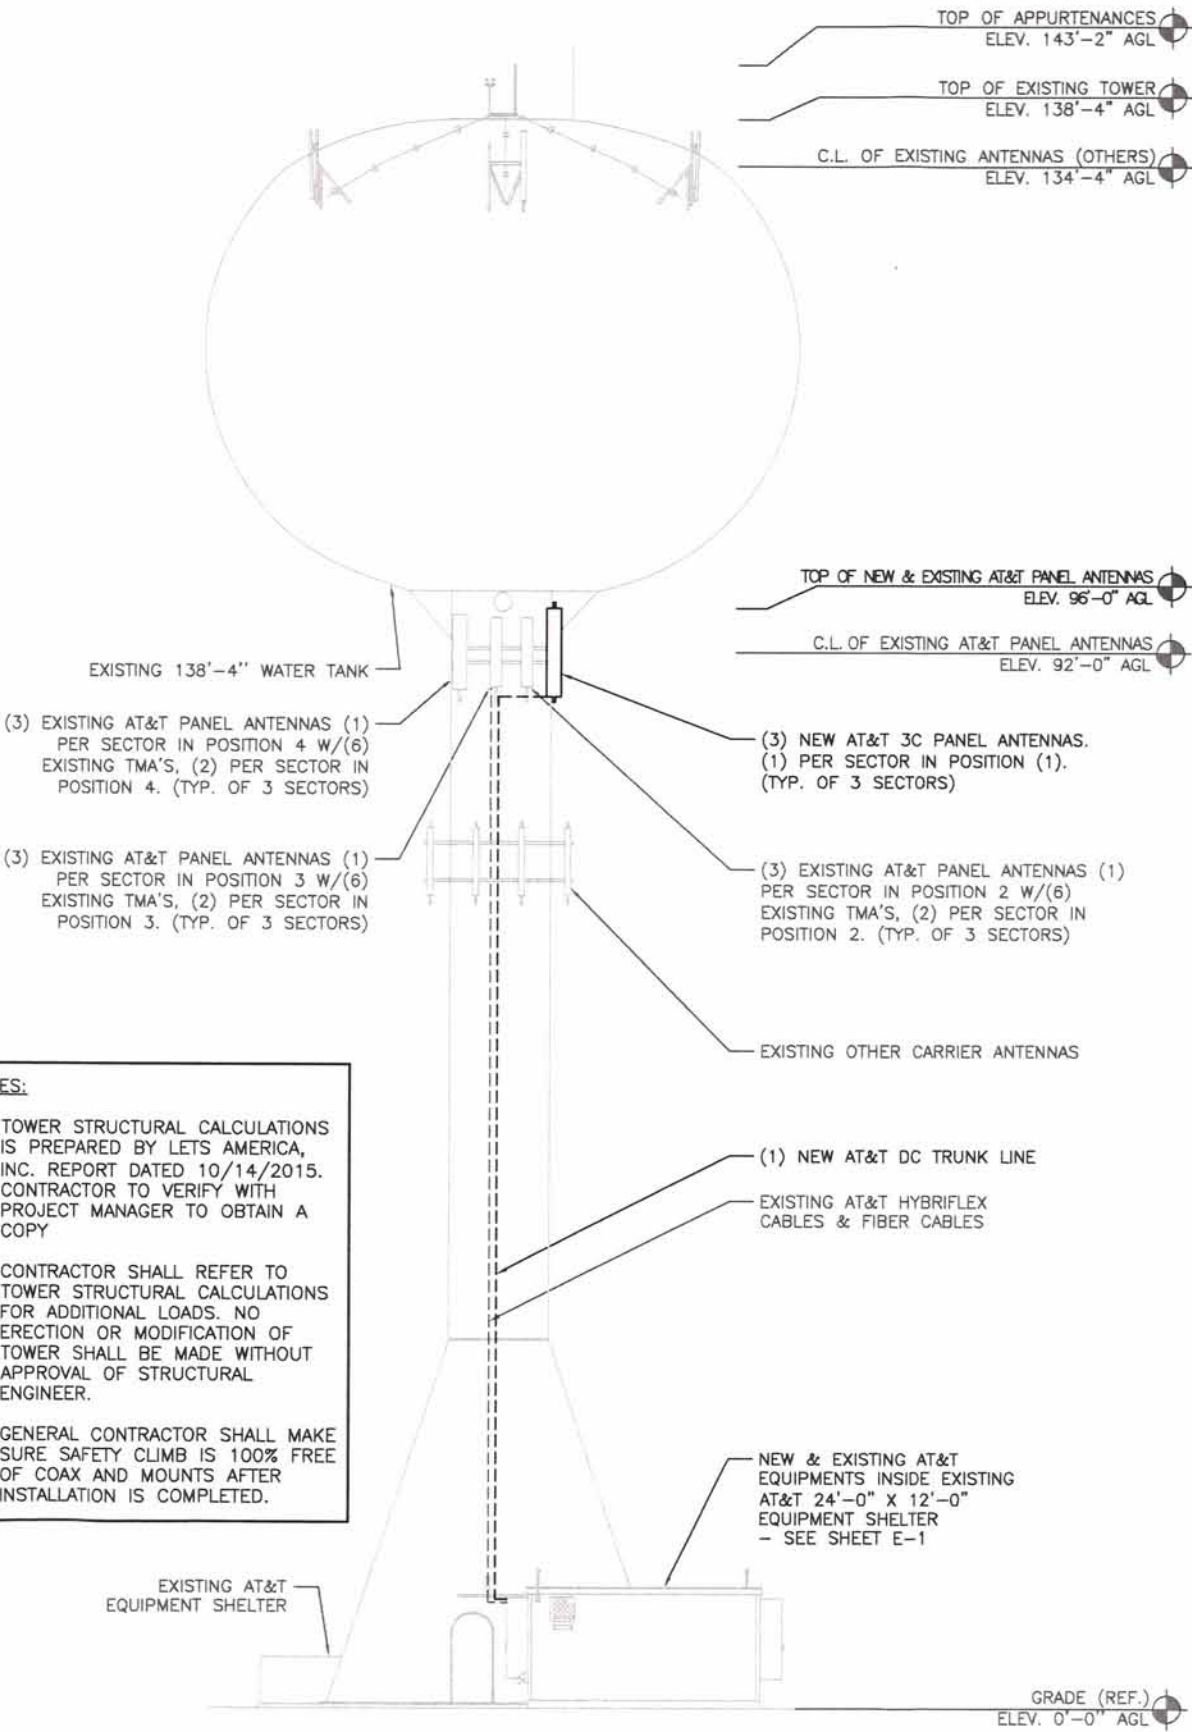 TOP OF APPURTENANCES
ELEV. 143'-2" AGL
TOP OF EXISTING TOWER
ELEV. 138'-4" AGL
C.L. OF EXISTING ANTENNAS (OTHERS)
ELEV. 134'-4" AGL
TOP OF NEW & EXISTING AT&T PANEL ANTENNAS
ELEV. 96'-0" AGL
C.L. OF EXISTING AT&T PANEL ANTENNAS
ELEV. 92'-0" AGL
EXISTING 138'-4'' WATER TANK
(3) EXISTING AT&T PANEL ANTENNAS (1)
PER SECTOR IN POSITION 4 W/(6)
EXISTING TMA'S, (2) PER SECTOR IN
POSITION 4. (TYP. OF 3 SECTORS)
(3) NEW AT&T 3C PANEL ANTENNAS.
(1) PER SECTOR IN POSITION (1).
(TYP. OF 3 SECTORS)
(3) EXISTING AT&T PANEL ANTENNAS (1)
PER SECTOR IN POSITION 3 W/(6)
EXISTING TMA'S, (2) PER SECTOR IN
POSITION 3. (TYP. OF 3 SECTORS)
(3) EXISTING AT&T PANEL ANTENNAS (1)
PER SECTOR IN POSITION 2 W/(6)
EXISTING TMA'S, (2) PER SECTOR IN
POSITION 2. (TYP. OF 3 SECTORS)
EXISTING OTHER CARRIER ANTENNAS
ES:
TOWER STRUCTURAL CALCULATIONS
IS PREPARED BY LETS AMERICA,
INC. REPORT DATED 10/14/2015.
CONTRACTOR TO VERIFY WITH
PROJECT MANAGER TO OBTAIN A
COPY
CONTRACTOR SHALL REFER TO
TOWER STRUCTURAL CALCULATIONS
FOR ADDITIONAL LOADS. NO
ERECTION OR MODIFICATION OF
TOWER SHALL BE MADE WITHOUT
APPROVAL OF STRUCTURAL
ENGINEER.
GENERAL CONTRACTOR SHALL MAKE
SURE SAFETY CLIMB IS 100% FREE
OF COAX AND MOUNTS AFTER
INSTALLATION IS COMPLETED.
(1) NEW AT&T DC TRUNK LINE
EXISTING AT&T HYBRIFLEX
CABLES & FIBER CABLES
NEW & EXISTING AT&T
EQUIPMENTS INSIDE EXISTING
AT&T 24'-0" X 12'-0"
EQUIPMENT SHELTER
- SEE SHEET E-1
EXISTING AT&T
EQUIPMENT SHELTER
GRADE (REF.)
ELEV. 0'-0" AGL